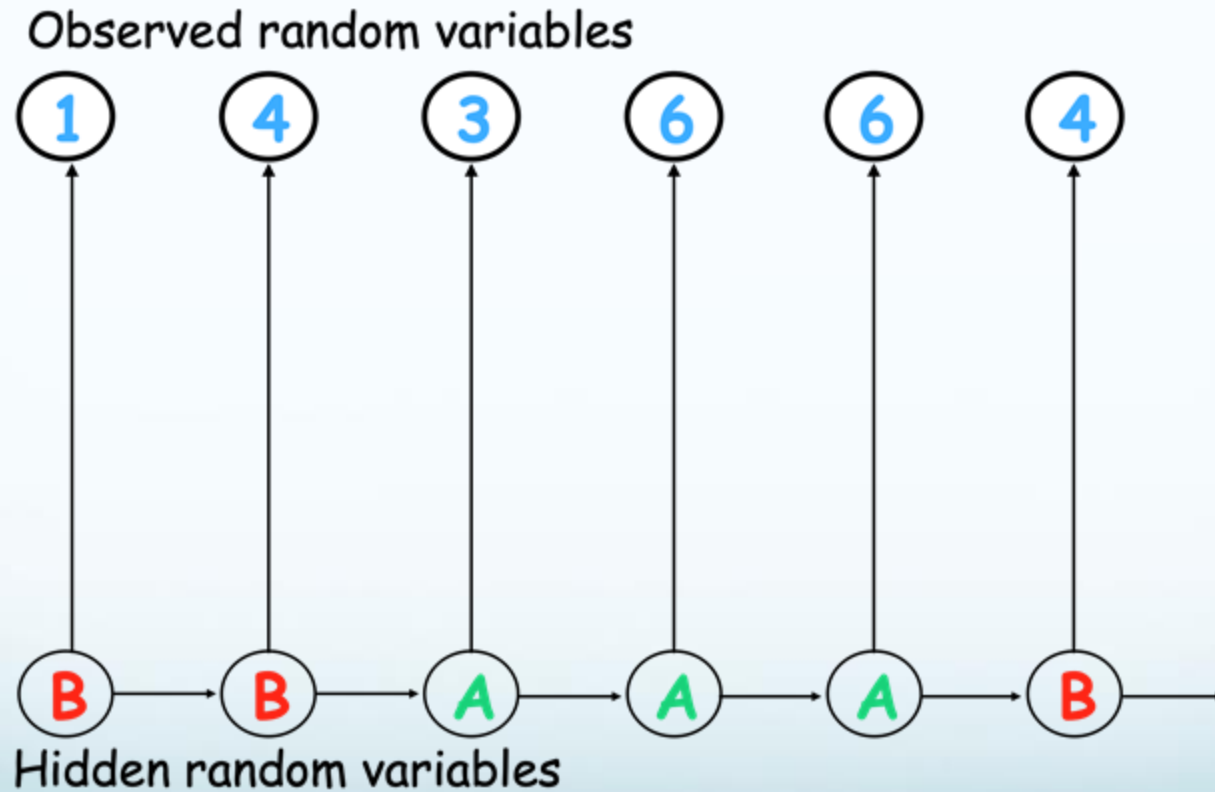 Observed random variables
1 4 3 6 6 4
B B A A A B
Hidden random variables